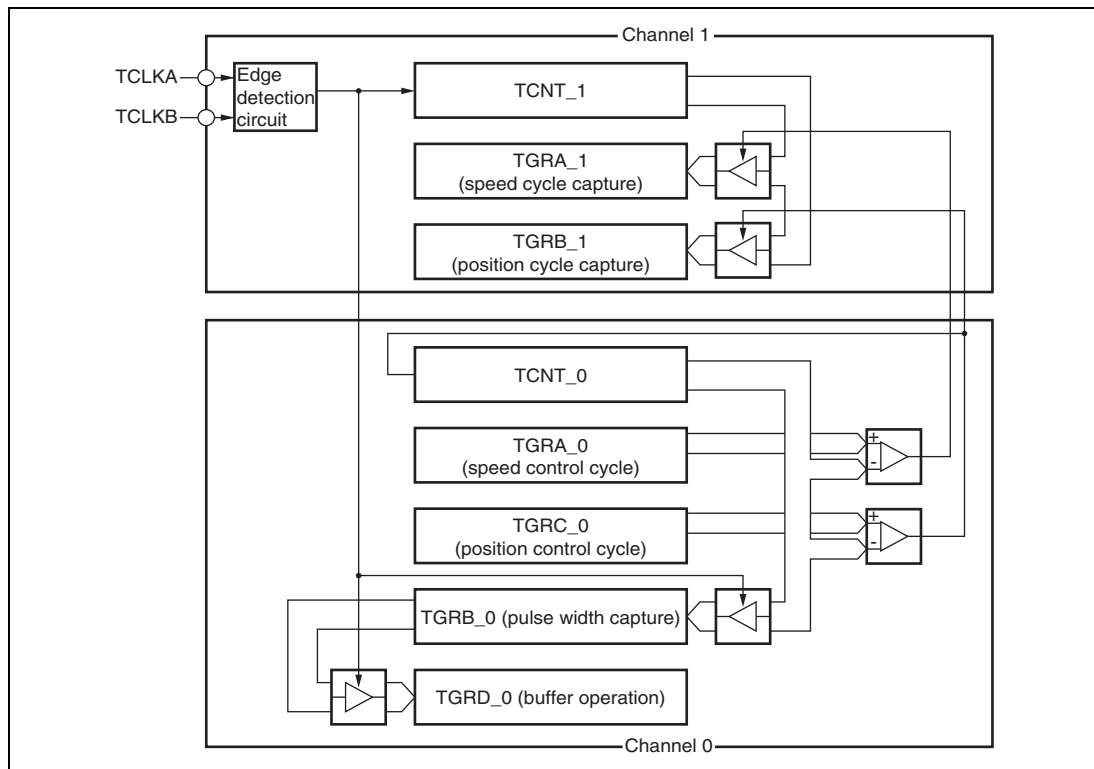 Channel 1
TCLKA
TCLKB
Edge
detection
circuit
TCNT_1
TGRA_1
(speed cycle capture)
TGRB_1
(position cycle capture)
TCNT_0
TGRA_0
(speed control cycle)
+
-
TGRC_0
(position control cycle)
+
-
TGRB_0 (pulse width capture)
TGRD_0 (buffer operation)
Channel 0